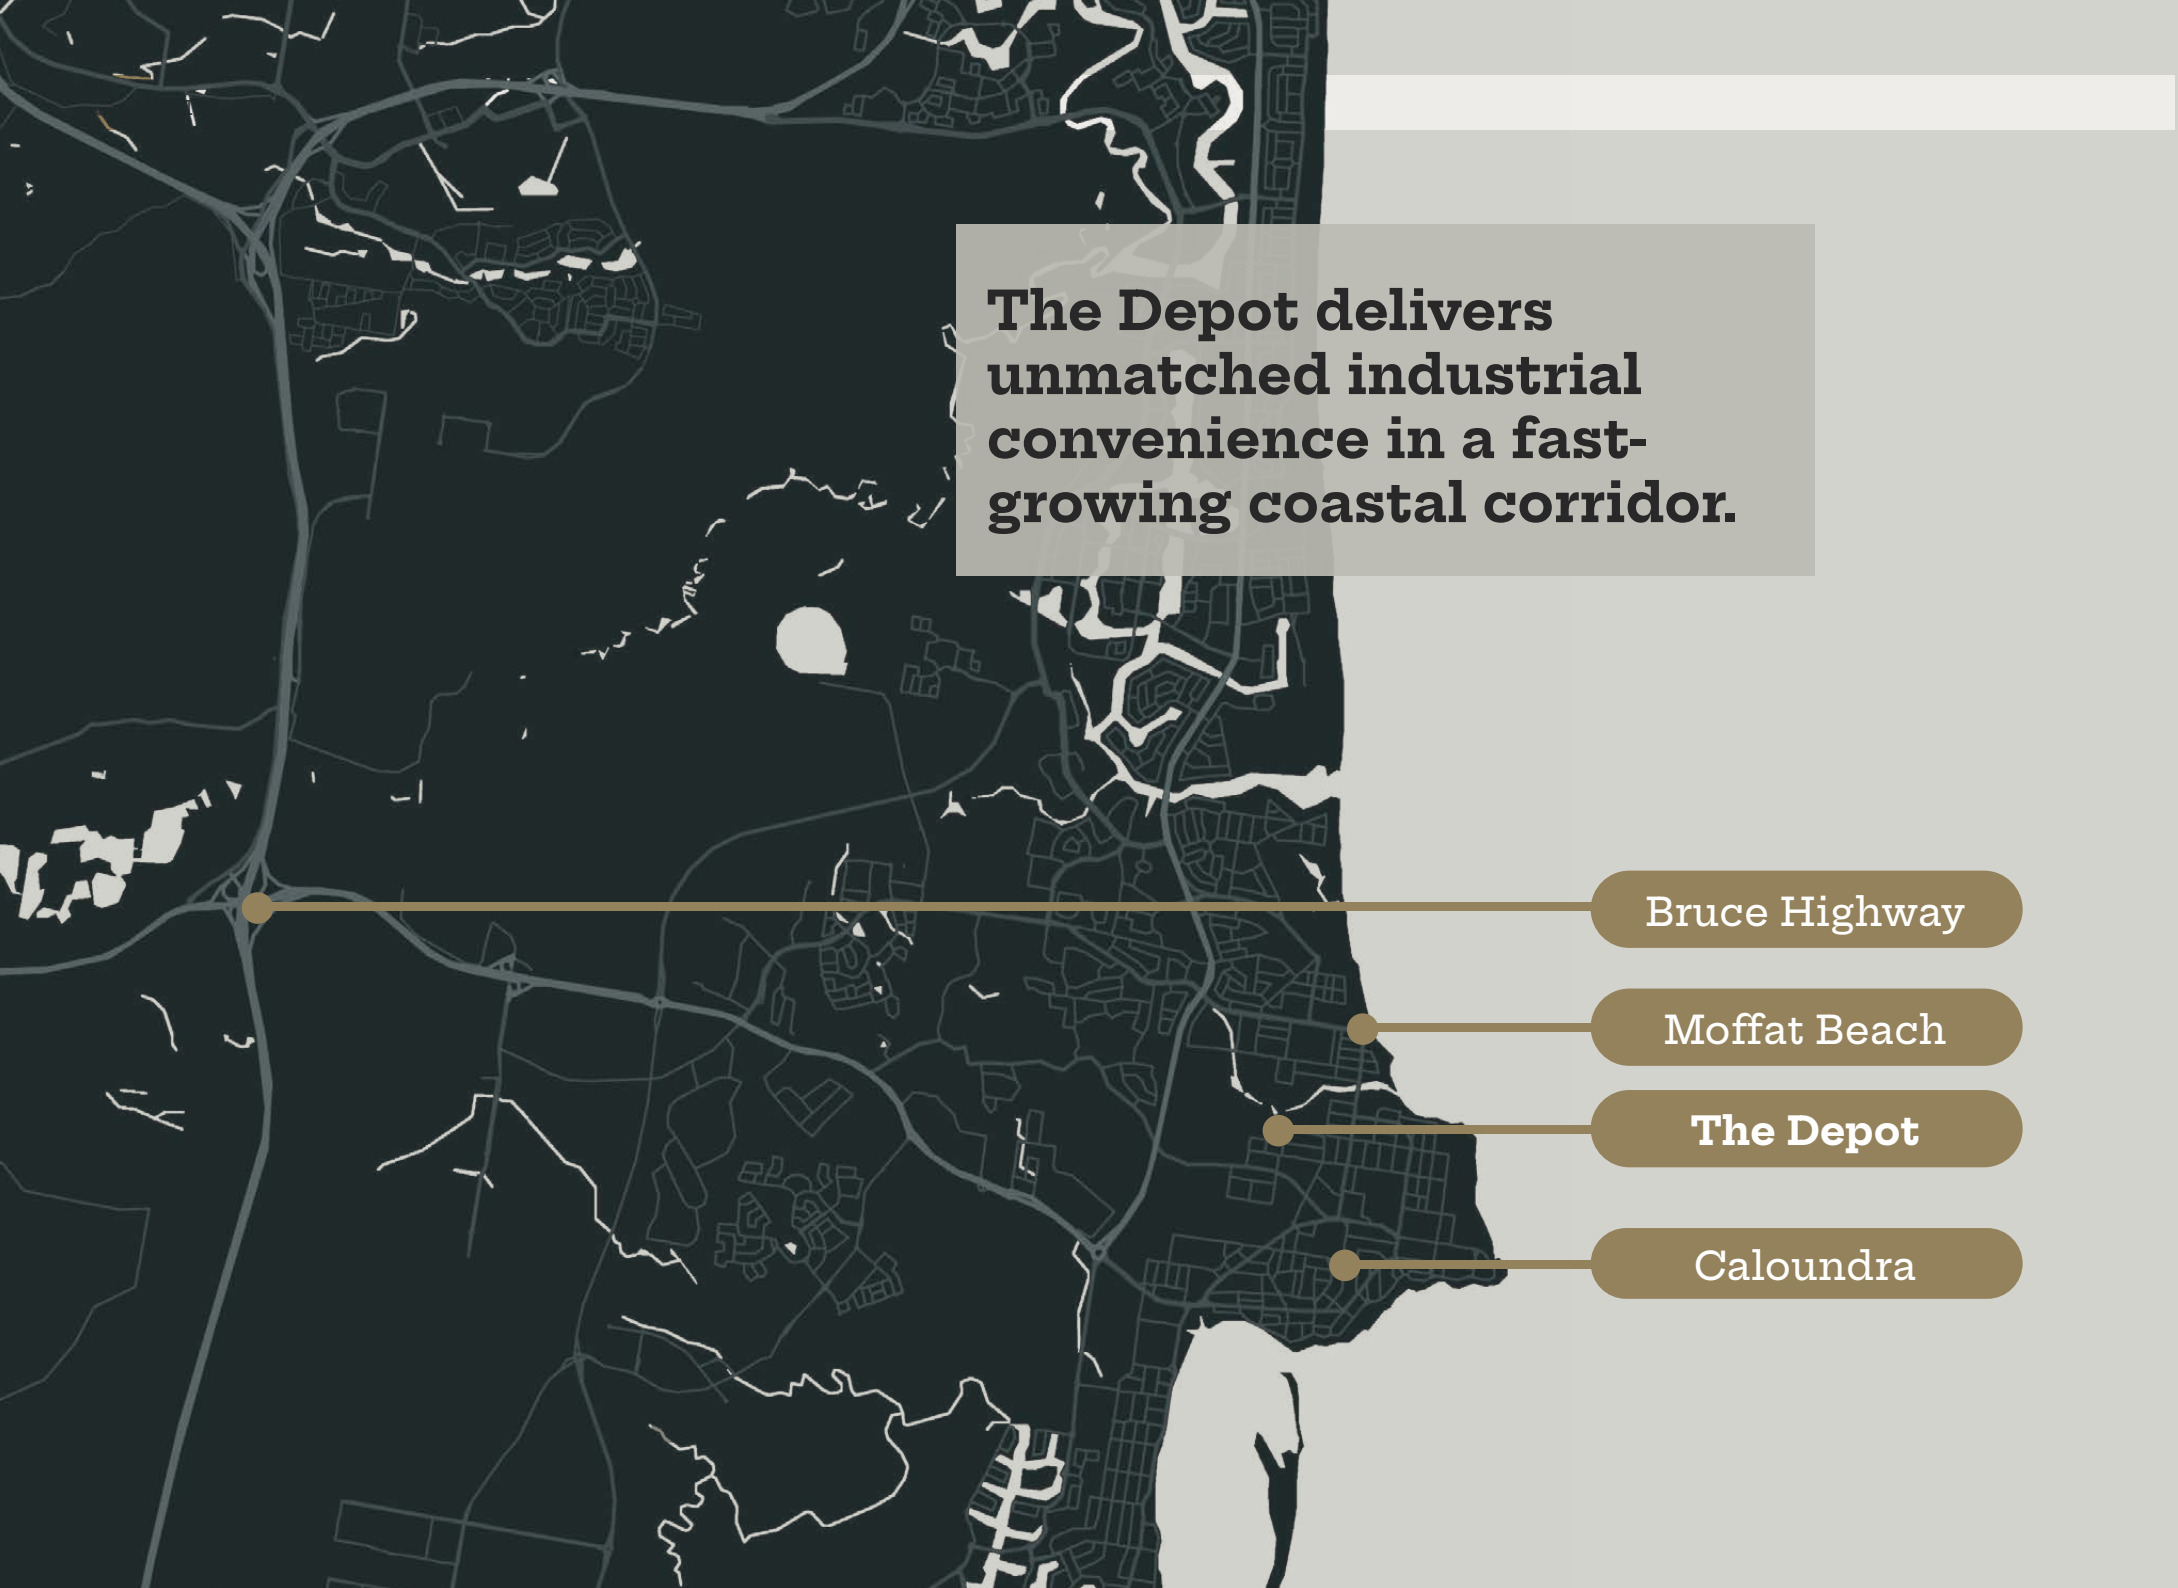 The Depot delivers
unmatched industrial
convenience in a fast-
growing coastal corridor.
Bruce Highway
Moffat Beach
The Depot
Caloundra